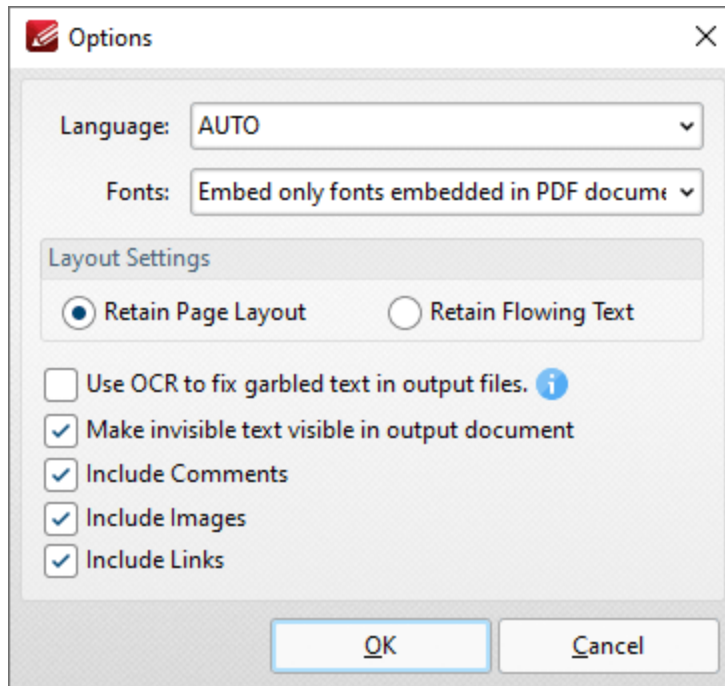 Options
Language: AUTO
Fonts: Embed only fonts embedded in PDF docume
Layout Settings
Retain Page Layout Retain Flowing Text
Use OCR to fix garbled text in output files.
Make invisible text visible in output document
Include Comments
Include Images
Include Links
OK Cancel